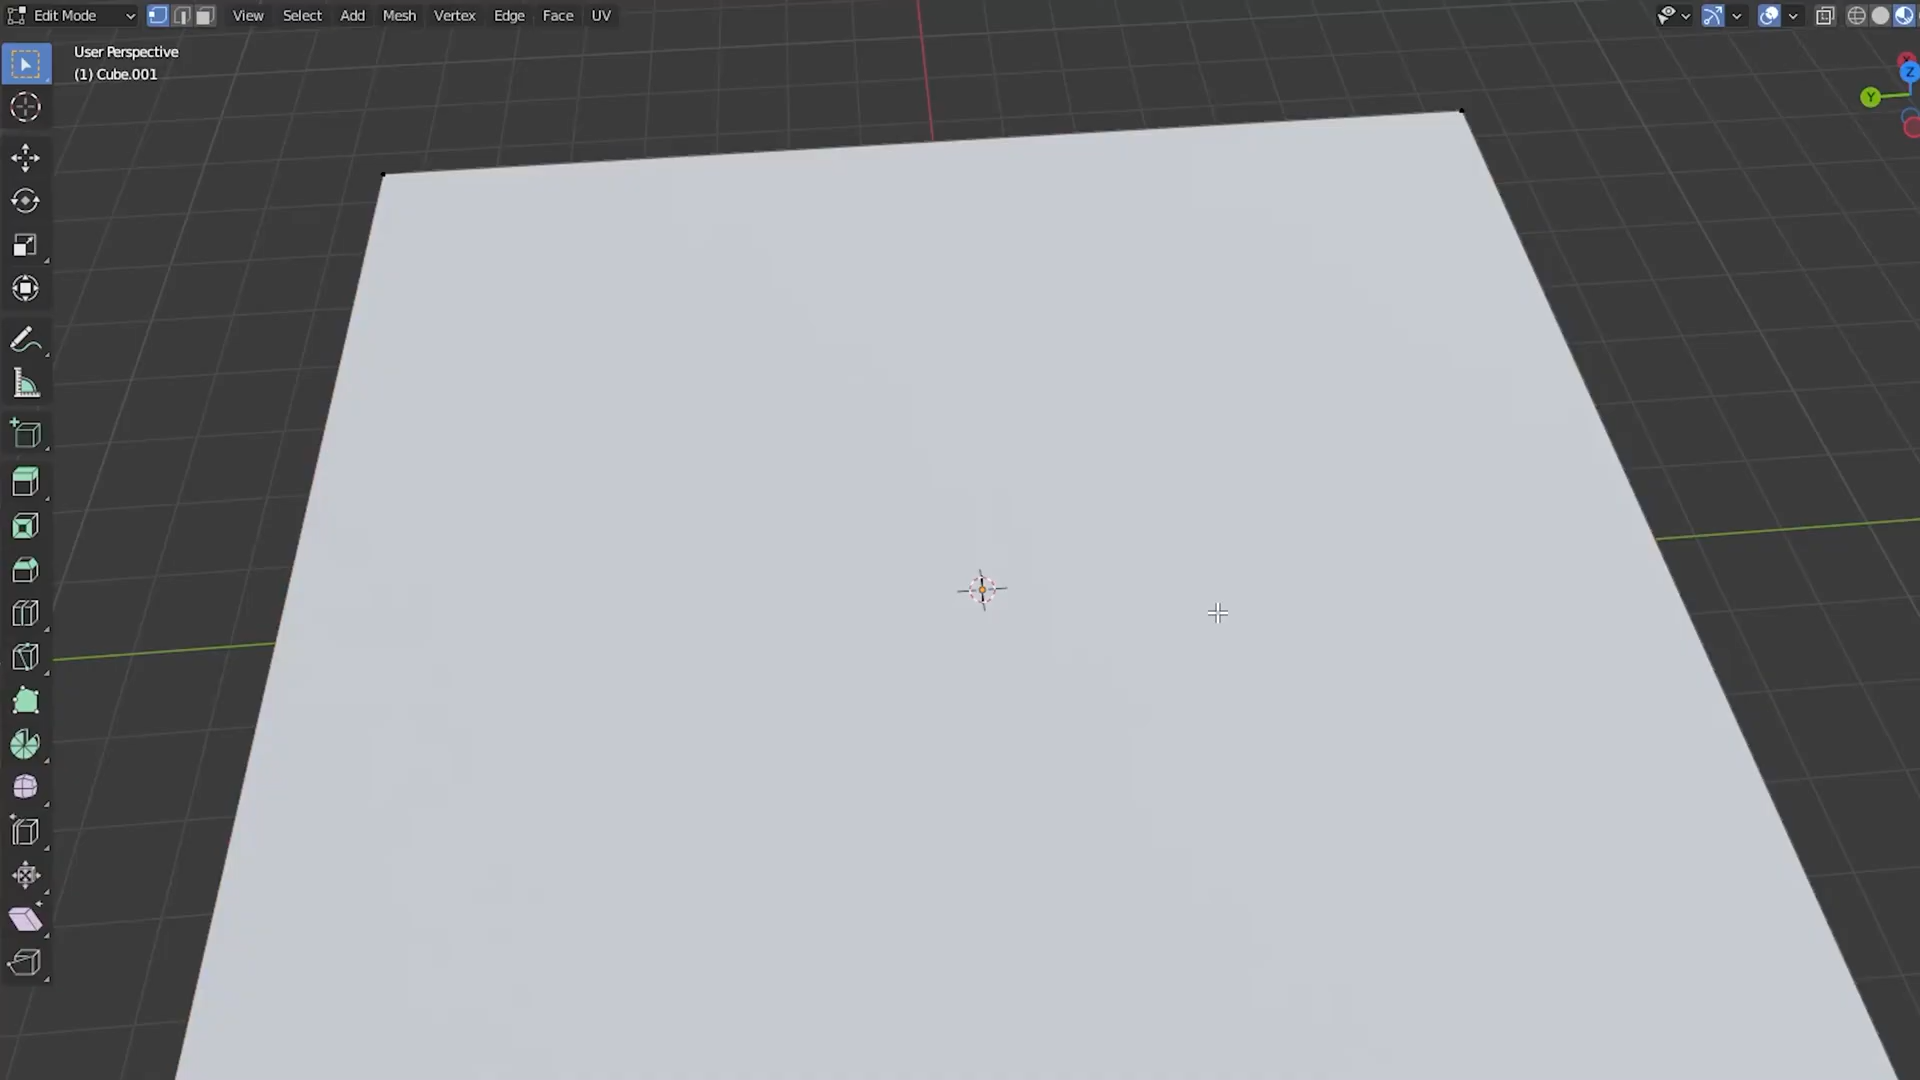 Edit Mode View Select Add Mesh Vertex Edge Face UV
User Perspective
(1) Cube.001
Z
Y